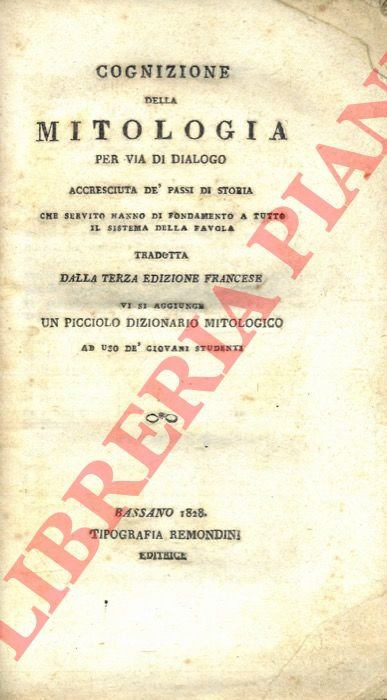 COGNIZIONE
DELLA
MITOLOGIA
PER VIA DI DIALOGO
ACCRESCIUTA DE' PASSI DI STORIA
CHE SERVITO HANNO DI FONDAMENTO A TUTTO
IL SISTEMA DELLA FAVOLA
TRADOTTA
DALLA TERZA EDIZIONE FRANCESE
VI SI AGGIUNGE
UN PICCIOLO DIZIONARIO MITOLOGICO
AD USO DE' GIOVANI STUDENTI
BASSANO 1828.
TIPOGRAFIA REMONDINI
EDITRICE
LIBRERIA PIANI